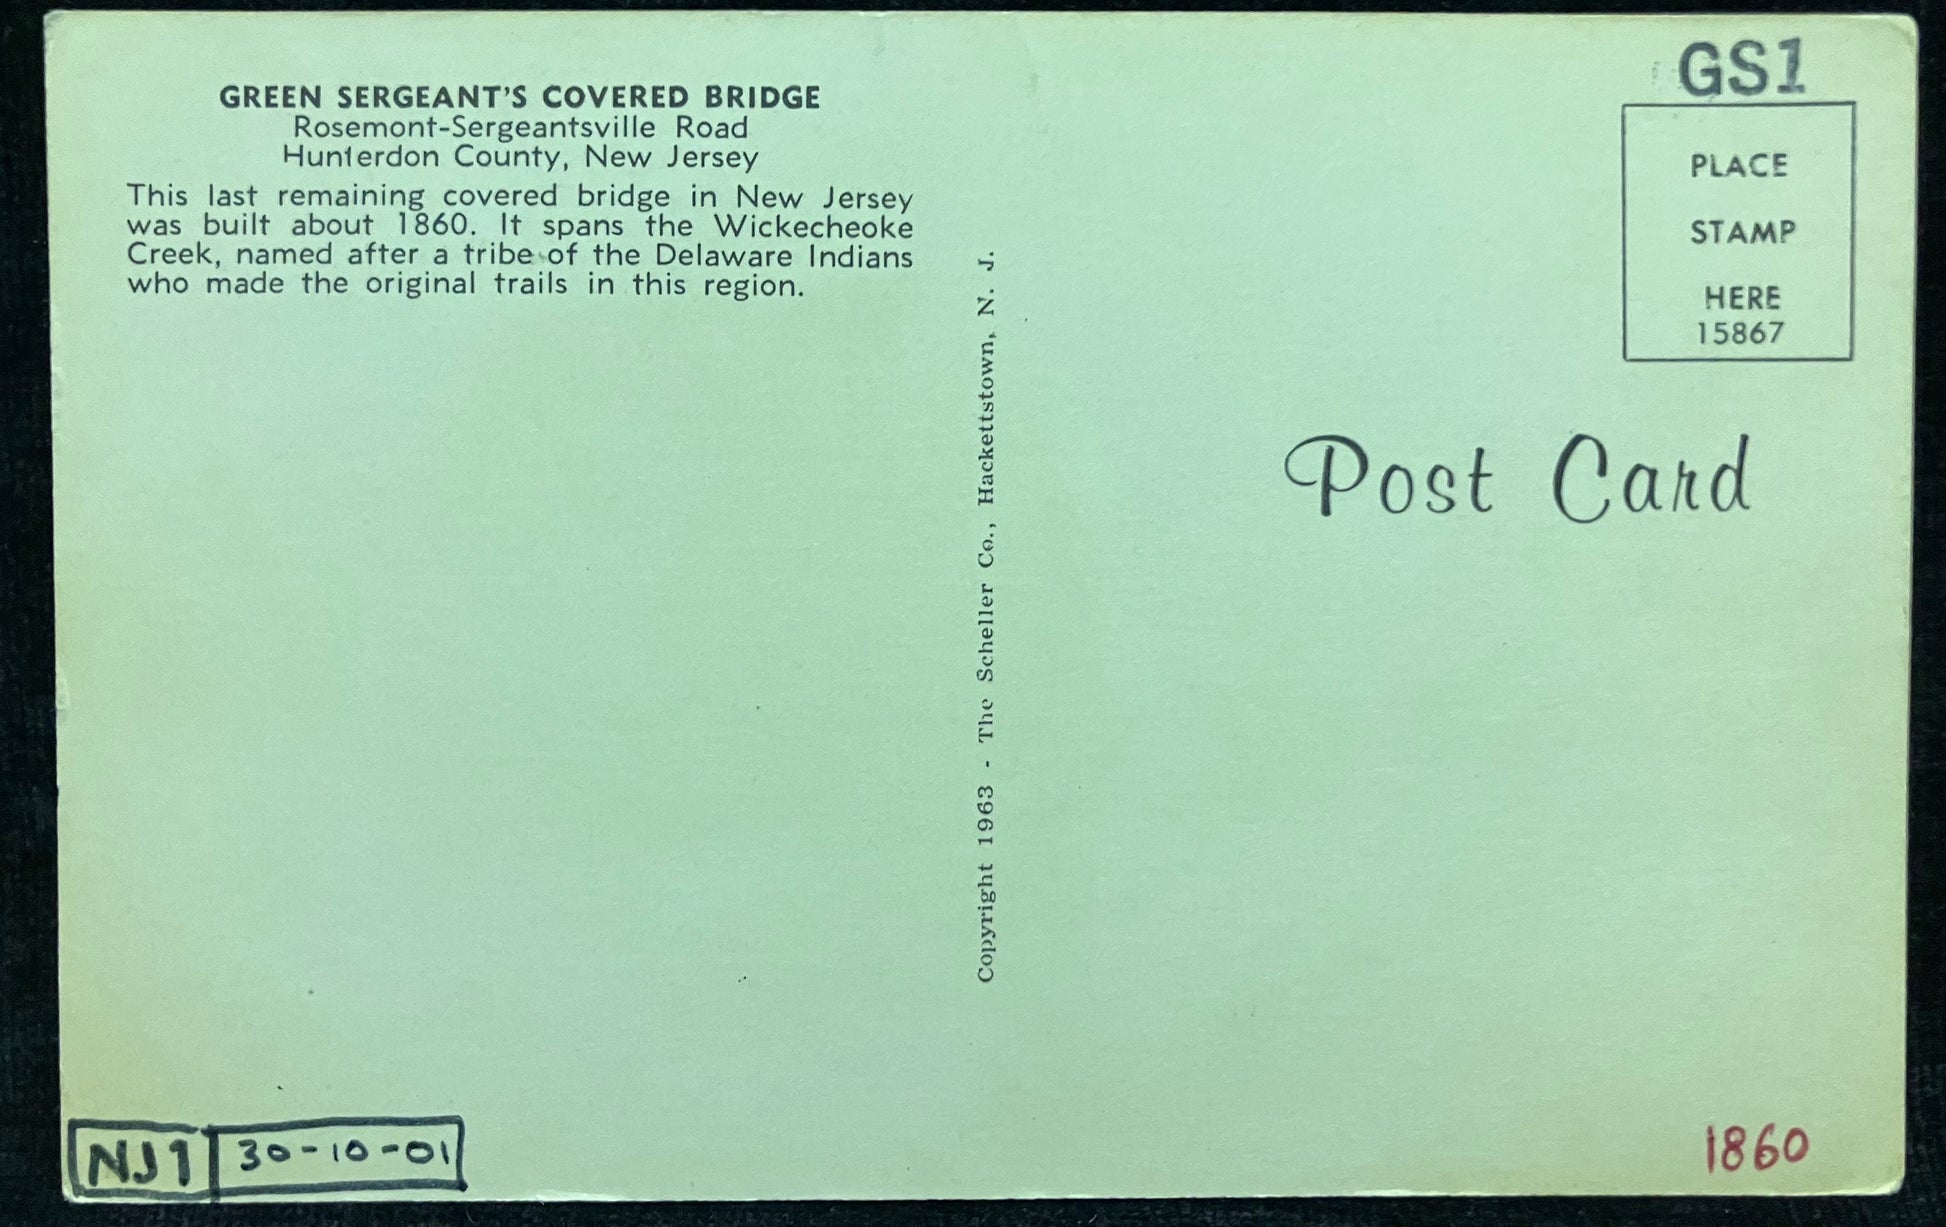 GREEN SERGEANT'S COVERED BRIDGE
Rosemont-Sergeantsville Road
Hunterdon County, New Jersey
This last remaining covered bridge in New Jersey
was built about 1860. It spans the Wickecheoke
Creek, named after a tribe of the Delaware Indians
who made the original trails in this region.
Copyright 1963 - The Scheller Co., Hackettstown, N. J.
GS1
PLACE
STAMP
HERE
15867
Post Card
NJ1 30-10-01
1860